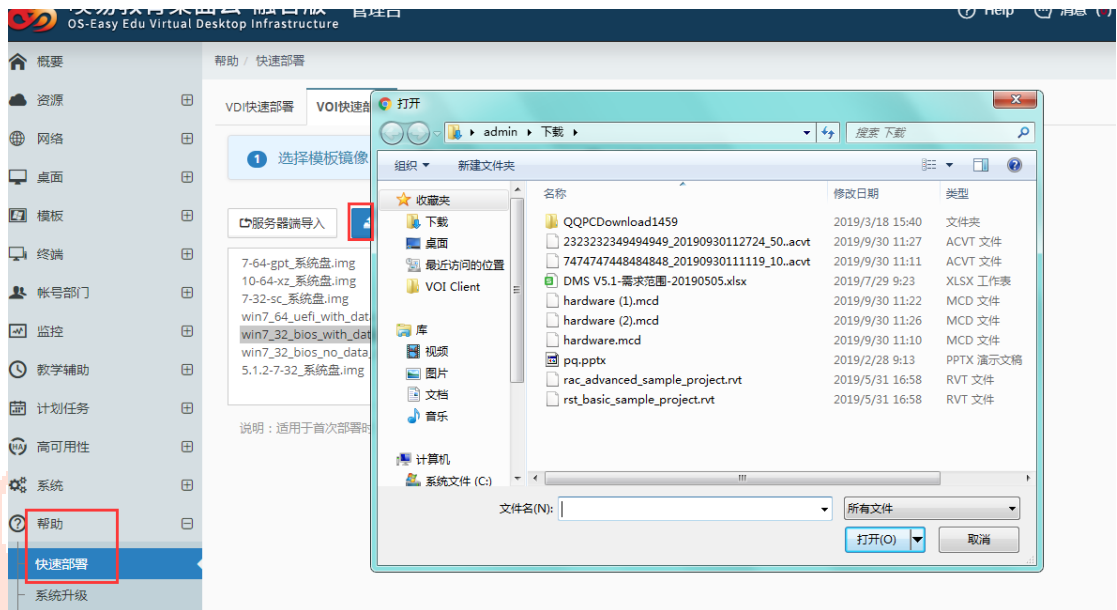 OS-Easy Edu Virtual Desktop Infrastructure
管理台
Help
消息
概要
资源
网络
桌面
模板
终端
帐号部门
监控
教学辅助
计划任务
高可用性
系统
帮助
快速部署
系统升级
帮助 / 快速部署
VDI快速部署
VOI快速部
1 选择模板镜像
服务器端导入
7-64-gpt_系统盘.img
10-64-xz_系统盘.img
7-32-sc_系统盘.img
win7_64_uefi_with_dat
win7_32_bios_with_dat
win7_32_bios_no_data_
5.1.2-7-32_系统盘.img
说明：适用于首次部署时
打开
admin
下载
搜索 下载
组织
新建文件夹
收藏夹
下载
桌面
最近访问的位置
VOI Client
库
视频
图片
文档
音乐
计算机
系统文件 (C:)
名称 修改日期 类型
QQPCDownload1459 2019/3/18 15:40 文件夹
2323232349494949_20190930112724_50..acvt 2019/9/30 11:27 ACVT 文件
7474747448484848_20190930111119_10..acvt 2019/9/30 11:11 ACVT 文件
DMS V5.1-需求范围-20190505.xlsx 2019/7/29 9:23 XLSX 工作表
hardware (1).mcd 2019/9/30 11:22 MCD 文件
hardware (2).mcd 2019/9/30 11:26 MCD 文件
hardware.mcd 2019/9/30 11:10 MCD 文件
pq.pptx 2019/2/28 9:13 PPTX 演示文稿
rac_advanced_sample_project.rvt 2019/5/31 16:58 RVT 文件
rst_basic_sample_project.rvt 2019/5/31 16:58 RVT 文件
文件名(N):
所有文件
打开(O)
取消